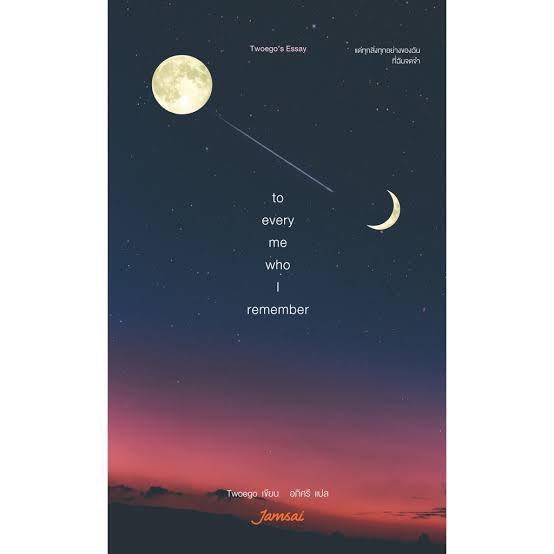 Twoego's Essay
แด่ทุกสิ่งทุกอย่างของฉัน
ที่ฉันจดจำ
to
every
me
who
I
remember
Twoego เขียน อภิศรี แปล
Jamsai